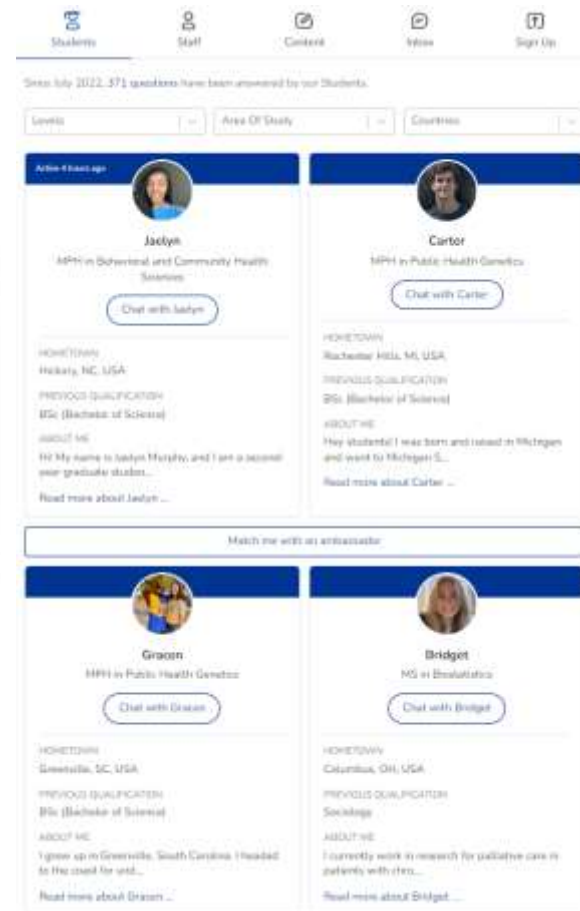 Students
Staff
Content
Inbox
Sign Up
Since July 2022, 371 questions have been answered by our Students.
Levels
Area Of Study
Countries
Active 4 hours ago
Jaelyn
MPH in Behavioral and Community Health
Sciences
Chat with Jaelyn
HOMETOWN
Hickory, NC, USA
PREVIOUS QUALIFICATION
BSc (Bachelor of Science)
ABOUT ME
Hi! My name is Jaelyn Murphy, and I am a second-
year graduate studen...
Read more about Jaelyn ...
Carter
MPH in Public Health Genetics
Chat with Carter
HOMETOWN
Rochester Hills, MI, USA
PREVIOUS QUALIFICATION
BSc (Bachelor of Science)
ABOUT ME
Hey students! I was born and raised in Michigan
and went to Michigan S...
Read more about Carter ...
Match me with an ambassador
Gracen
MPH in Public Health Genetics
Chat with Gracen
HOMETOWN
Greenville, SC, USA
PREVIOUS QUALIFICATION
BSc (Bachelor of Science)
ABOUT ME
I grew up in Greenville, South Carolina. I headed
to the coast for und...
Read more about Gracen ...
Bridget
MS in Biostatistics
Chat with Bridget
HOMETOWN
Columbus, OH, USA
PREVIOUS QUALIFICATION
Sociology
ABOUT ME
I currently work in research for palliative care in
patients with chro...
Read more about Bridget ...